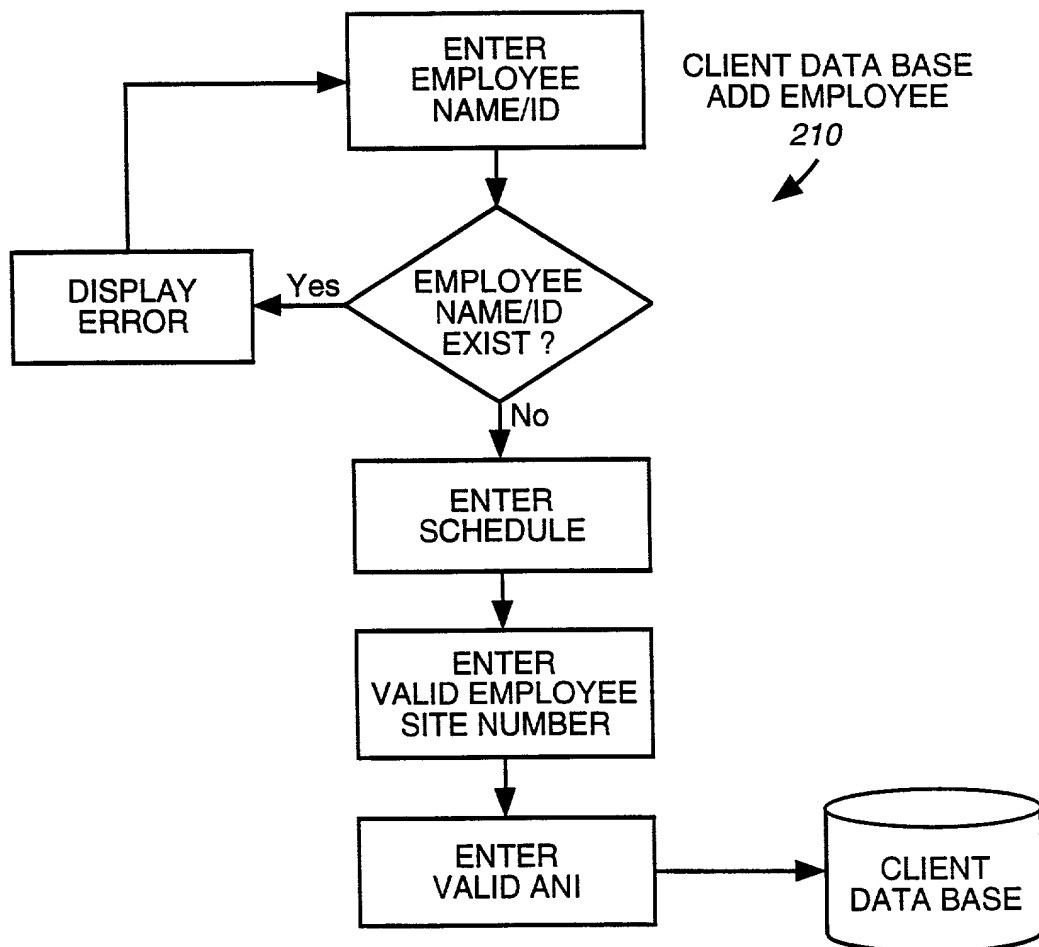 ENTER
EMPLOYEE
NAME/ID
CLIENT DATA BASE
ADD EMPLOYEE
210
DISPLAY
ERROR
Yes
EMPLOYEE
NAME/ID
EXIST ?
No
ENTER
SCHEDULE
ENTER
VALID EMPLOYEE
SITE NUMBER
ENTER
VALID ANI
CLIENT
DATA BASE